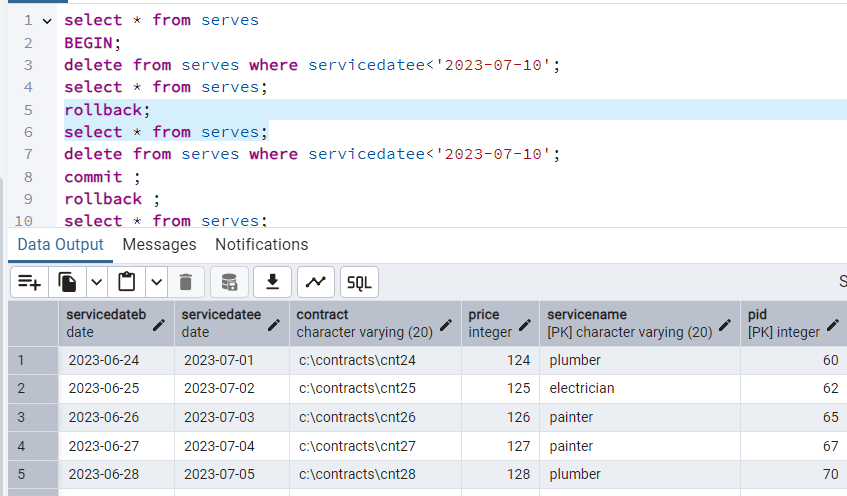 1 select * from serves
2 BEGIN;
3 delete from serves where servicedatee<'2023-07-10';
4 select * from serves;
5 rollback;
6 select * from serves;
7 delete from serves where servicedatee<'2023-07-10';
8 commit ;
9 rollback ;
10 select * from serves;
Data Output Messages Notifications
SQL S
servicedateb servicedatee contract price servicename pid
date date character varying (20) integer [PK] character varying (20) [PK] integer
1 2023-06-24 2023-07-01 c:\contracts\cnt24 124 plumber 60
2 2023-06-25 2023-07-02 c:\contracts\cnt25 125 electrician 62
3 2023-06-26 2023-07-03 c:\contracts\cnt26 126 painter 65
4 2023-06-27 2023-07-04 c:\contracts\cnt27 127 painter 67
5 2023-06-28 2023-07-05 c:\contracts\cnt28 128 plumber 70